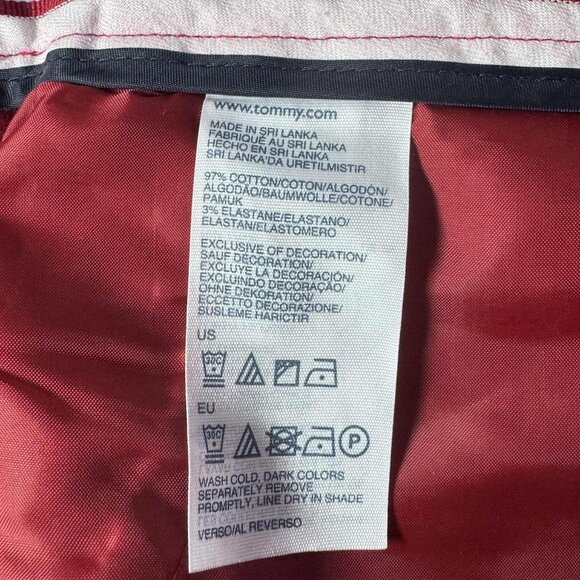 www.tommy.com
MADE IN SRI LANKA
FABRIQUÉ AU SRI LANKA
HECHO EN SRI LANKA
SRI LANKA'DA URETILMISTIR
97% COTTON/COTON/ALGODÓN/
ALGODÃO/BAUMWOLLE/COTONE/
PAMUK
3% ELASTANE/ELASTANO/
ELASTAN/ELASTOMERO
EXCLUSIVE OF DECORATION/
SAUF DECORATION/
EXCLUYE LA DECORACIÓN/
EXCLUINDO DECORAÇÃO/
OHNE DEKORATION/
ECCETTO DECORAZIONE/
SUSLEME HARICTIR
US
30C
EU
30C P
WASH COLD, DARK COLORS
SEPARATELY REMOVE
PROMPTLY, LINE DRY IN SHADE
VERSO/AL REVERSO